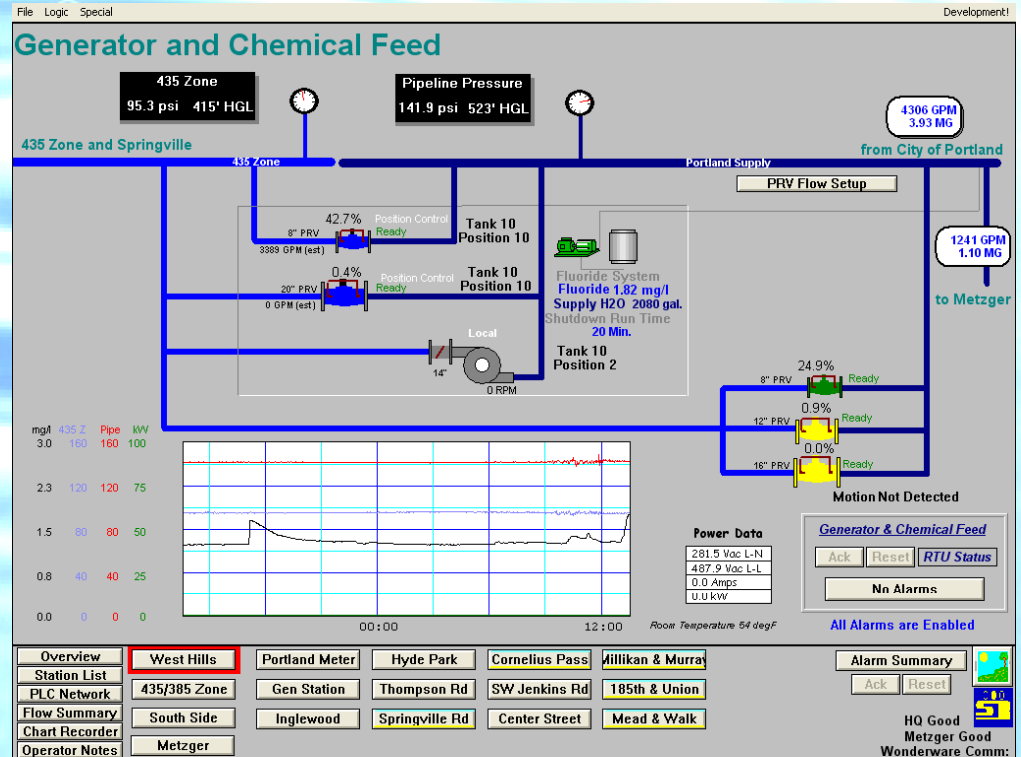 File Logic Special Development!
Generator and Chemical Feed
435 Zone
95.3 psi 415' HGL
Pipeline Pressure
141.9 psi 523' HGL
4306 GPM
3.93 MG
435 Zone and Springville
from City of Portland
435 Zone
Portland Supply
PRV Flow Setup
42.7%
Position Control
8" PRV
Ready
3389 GPM (est)
Tank 10
Position 10
0.4%
Position Control
20" PRV
Ready
0 GPM (est)
Tank 10
Position 10
Fluoride System
Fluoride 1.82 mg/l
Supply H2O 2080 gal.
Shutdown Run Time
20 Min.
1241 GPM
1.10 MG
to Metzger
Local
14"
0 RPM
Tank 10
Position 2
24.9%
8" PRV
Ready
0.9%
12" PRV
Ready
0.0%
16" PRV
Ready
Motion Not Detected
mg/l 435 Z Pipe kW
3.0 160 160 100
2.3 120 120 75
1.5 80 80 50
0.8 40 40 25
0.0 0 0 0
00:00 12:00
Power Data
281.5 Vac L-N
487.9 Vac L-L
0.0 Amps
0.0 kW
Room Temperature 64 degF
Generator & Chemical Feed
Ack Reset RTU Status
No Alarms
All Alarms are Enabled
Overview
Station List
PLC Network
Flow Summary
Chart Recorder
Operator Notes
West Hills
435/385 Zone
South Side
Metzger
Portland Meter
Gen Station
Inglewood
Hyde Park
Thompson Rd
Springville Rd
Cornelius Pass
SW Jenkins Rd
Center Street
Millikan & Murray
185th & Union
Mead & Walk
Alarm Summary
Ack Reset
HQ Good
Metzger Good
Wonderware Comm: